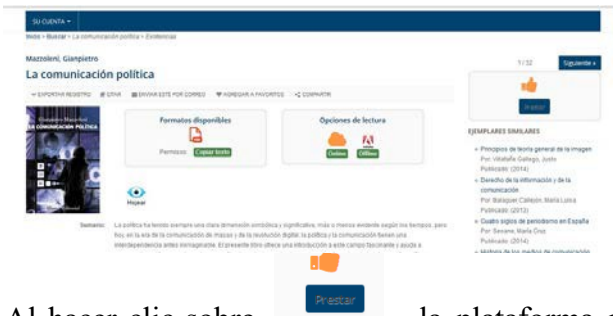 SU CUENTA
Inicio > Buscar > La comunicación política > Existencias
Mazzoleni, Gianpietro
La comunicación política
EXPORTAR REGISTRO CITAR ENVIAR ESTE POR CORREO AGREGAR A FAVORITOS COMPARTIR
Gianpietro Mazzoleni
LA COMUNICACIÓN POLÍTICA
Formatos disponibles
Permisos: Copiar texto
Opciones de lectura
Online Offline
Hojear
Sumario: La política ha tenido siempre una clara dimensión simbólica y significativa, más o menos evidente según los tiempos, pero
hoy, en la era de la comunicación de masas y de la revolución digital, la política y la comunicación tienen una
interdependencia antes inimaginable. El presente libro ofrece una introducción a este campo fascinante y ayuda a
1 / 32 Siguiente »
Prestar
EJEMPLARES SIMILARES
Principios de teoría general de la imagen
Por: Villafañe Gallego, Justo
Publicado: (2014)
Derecho de la información y de la
comunicación
Por: Balaguer Callejón, María Luisa
Publicado: (2013)
Cuatro siglos de periodismo en España
Por: Seoane, María Cruz
Publicado: (2014)
Historia de los medios de comunicación
Al hacer clic sobre Prestar la plataforma